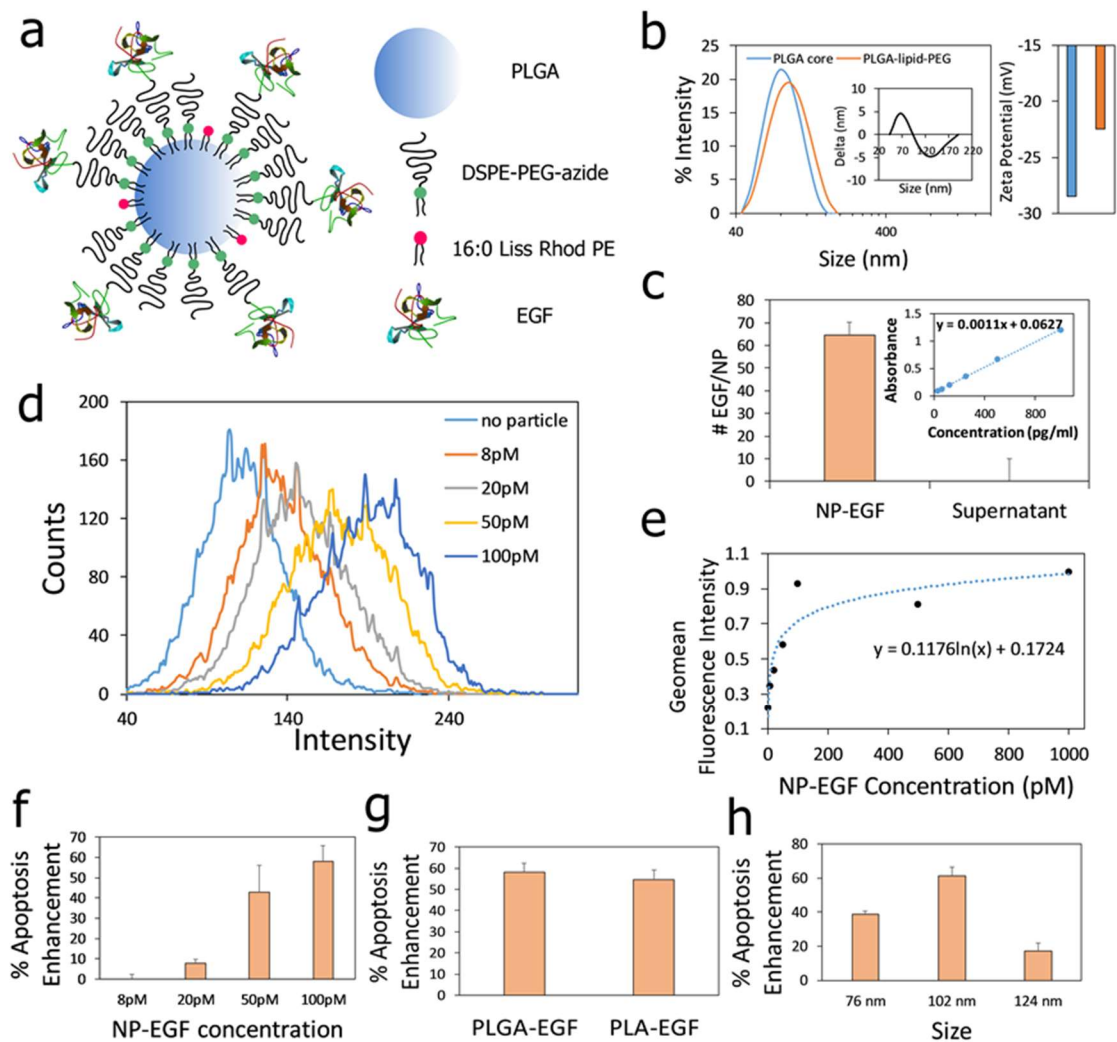 a
PLGA
DSPE-PEG-azide
16:0 Liss Rhod PE
EGF
b
25
20
15
10
5
0
% Intensity
PLGA core
PLGA-lipid-PEG
40
400
Size (nm)
10
5
0
-5
-10
Delta (nm)
20 70 120 170 220
Size (nm)
-15
-20
-25
-30
Zeta Potential (mV)
c
80
70
60
50
40
30
20
10
0
# EGF/NP
NP-EGF
Supernatant
1.5
1
0.5
0
Absorbance
y = 0.0011x + 0.0627
0 400 800
Concentration (pg/ml)
d
200
160
120
80
40
0
Counts
no particle
8pM
20pM
50pM
100pM
40 140 240
Intensity
e
1.1
0.9
0.7
0.5
0.3
0.1
Geomean
Fluorescence Intensity
y = 0.1176ln(x) + 0.1724
0 200 400 600 800 1000
NP-EGF Concentration (pM)
f
70
60
50
40
30
20
10
0
% Apoptosis
Enhancement
8pM 20pM 50pM 100pM
NP-EGF concentration
g
70
60
50
40
30
20
10
0
% Apoptosis
Enhancement
PLGA-EGF PLA-EGF
h
80
60
40
20
0
% Apoptosis
Enhancement
76 nm 102 nm 124 nm
Size